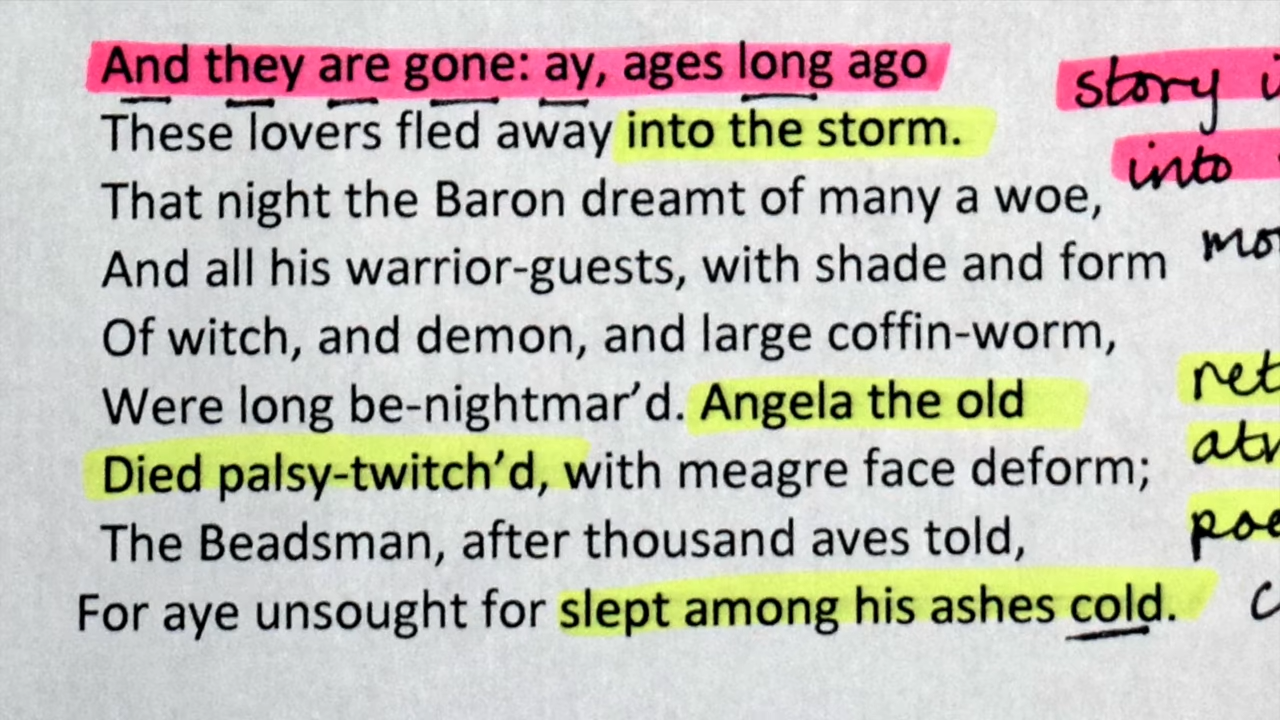 And they are gone: ay, ages long ago
story
These lovers fled away into the storm.
into
That night the Baron dreamt of many a woe,
And all his warrior-guests, with shade and form
Of witch, and demon, and large coffin-worm,
Were long be-nightmar’d. Angela the old
Died palsy-twitch’d, with meagre face deform;
The Beadsman, after thousand aves told,
For aye unsought for slept among his ashes cold.